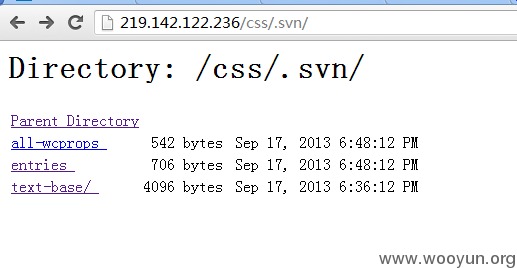 219.142.122.236/css/.svn/
Directory: /css/.svn/
Parent Directory
all-wcprops 542 bytes Sep 17, 2013 6:48:12 PM
entries 706 bytes Sep 17, 2013 6:48:12 PM
text-base/ 4096 bytes Sep 17, 2013 6:36:12 PM
www.wooyun.org